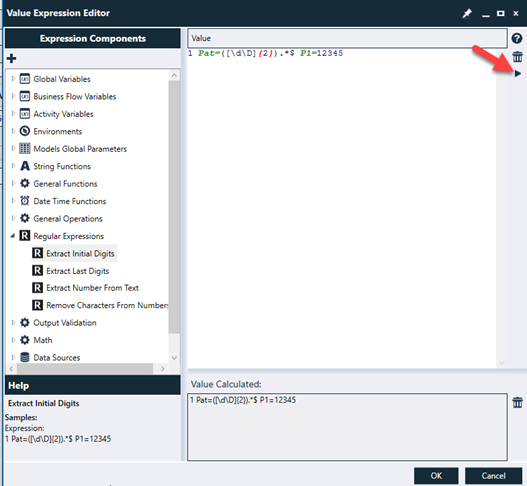 Value Expression Editor
Expression Components
Value
1 Pat=([\d\D]{2}).*$ P1=12345
Global Variables
Business Flow Variables
Activity Variables
Environments
Models Global Parameters
String Functions
General Functions
Date Time Functions
General Operations
Regular Expressions
Extract Initial Digits
Extract Last Digits
Extract Number From Text
Remove Characters From Numbers
Output Validation
Math
Data Sources
Help
Extract Initial Digits
Samples:
Expression:
1 Pat=([\d\D]{2}).*$ P1=12345
Value Calculated:
1 Pat=([\d\D]{2}).*$ P1=12345
OK
Cancel